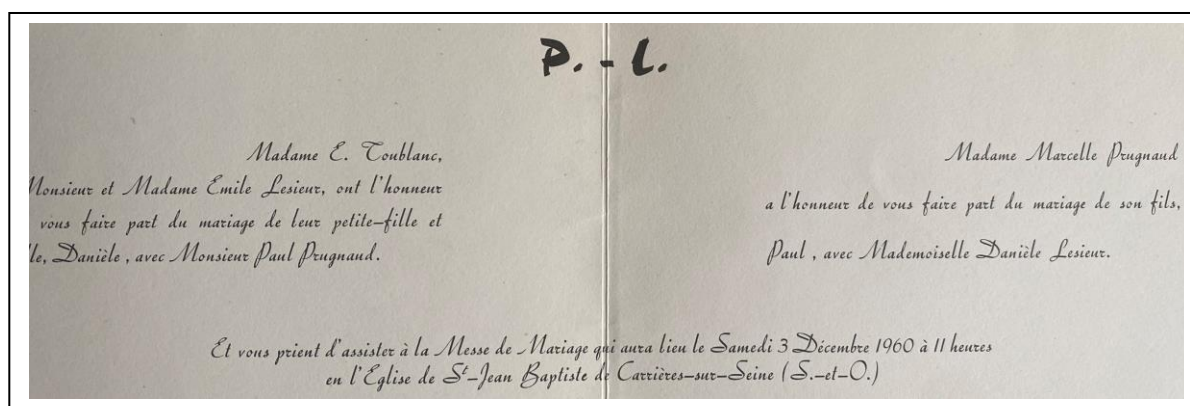 P. - L.
Madame E. Toublanc,
Monsieur et Madame Emile Lesieur, ont l'honneur
vous faire part du mariage de leur petite-fille et
le, Danièle, avec Monsieur Paul Prugnaud.
Madame Marcelle Prugnaud
a l'honneur de vous faire part du mariage de son fils,
Paul, avec Mademoiselle Danièle Lesieur.
Et vous prient d'assister à la Messe de Mariage qui aura lieu le Samedi 3 Décembre 1960 à 11 heures
en l'Église de St-Jean Baptiste de Carrières-sur-Seine (S.-et-O.)